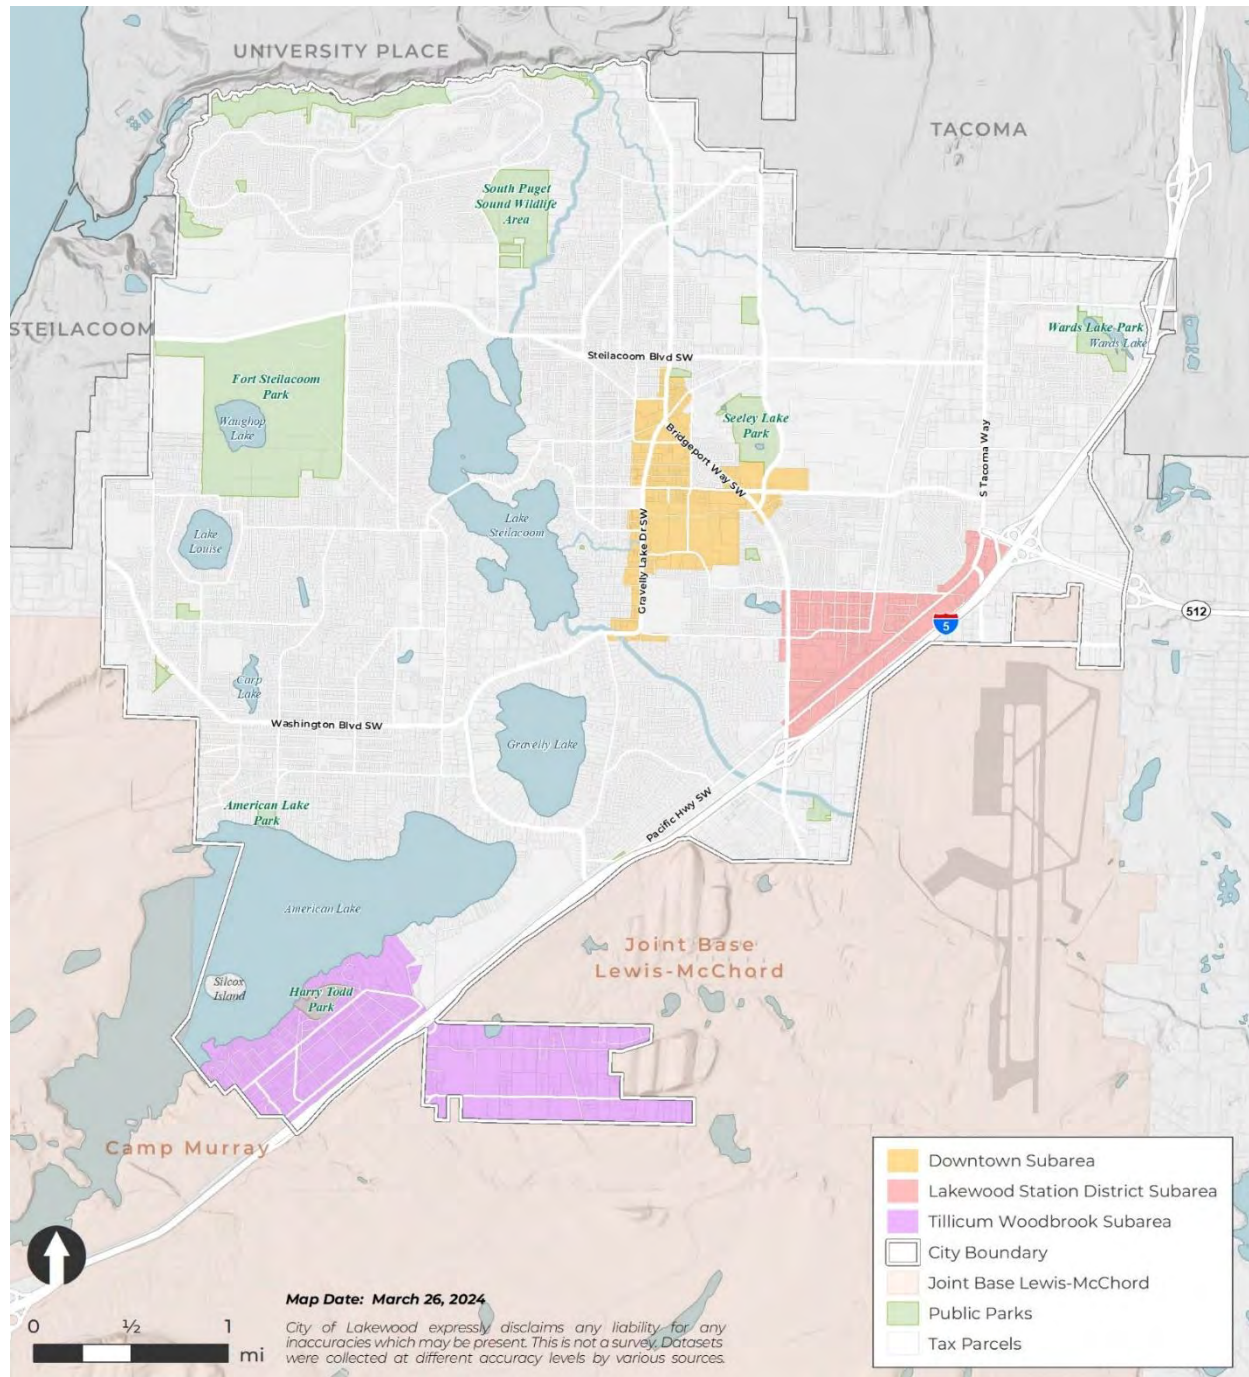 UNIVERSITY PLACE
TACOMA
South Puget
Sound Wildlife
Area
STEILACOOM
Wards Lake Park
Wards Lake
Steilacoom Blvd SW
Fort Steilacoom
Park
Waughop
Lake
Seeley Lake
Park
Bridgeport Way SW
S Tacoma Way
Lake
Steilacoom
Lake
Louise
Gravelly Lake Dr SW
512
5
Carp
Lake
Washington Blvd SW
Gravelly Lake
American Lake
Park
Pacific Hwy SW
American Lake
Joint Base
Lewis-McChord
Silcox
Island
Harry Todd
Park
Camp Murray
Downtown Subarea
Lakewood Station District Subarea
Tillicum Woodbrook Subarea
City Boundary
Joint Base Lewis-McChord
Public Parks
Tax Parcels
Map Date: March 26, 2024
City of Lakewood expressly disclaims any liability for any
inaccuracies which may be present. This is not a survey. Datasets
were collected at different accuracy levels by various sources.
0 ½ 1
mi